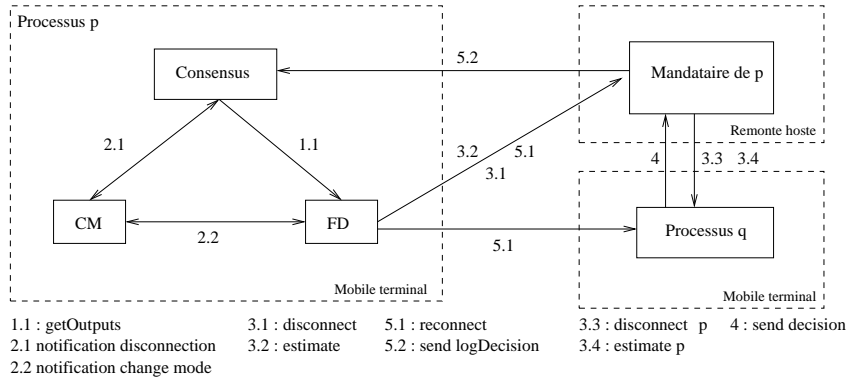 Processus p
Consensus
5.2
Mandataire de p
Remonte hoste
2.1
1.1
3.2 5.1
3.1
4
3.3 3.4
CM
2.2
FD
5.1
Processus q
Mobile terminal
Mobile terminal
1.1 : getOutputs
2.1 notification disconnection
2.2 notification change mode
3.1 : disconnect
3.2 : estimate
5.1 : reconnect
5.2 : send logDecision
3.3 : disconnect p
3.4 : estimate p
4 : send decision